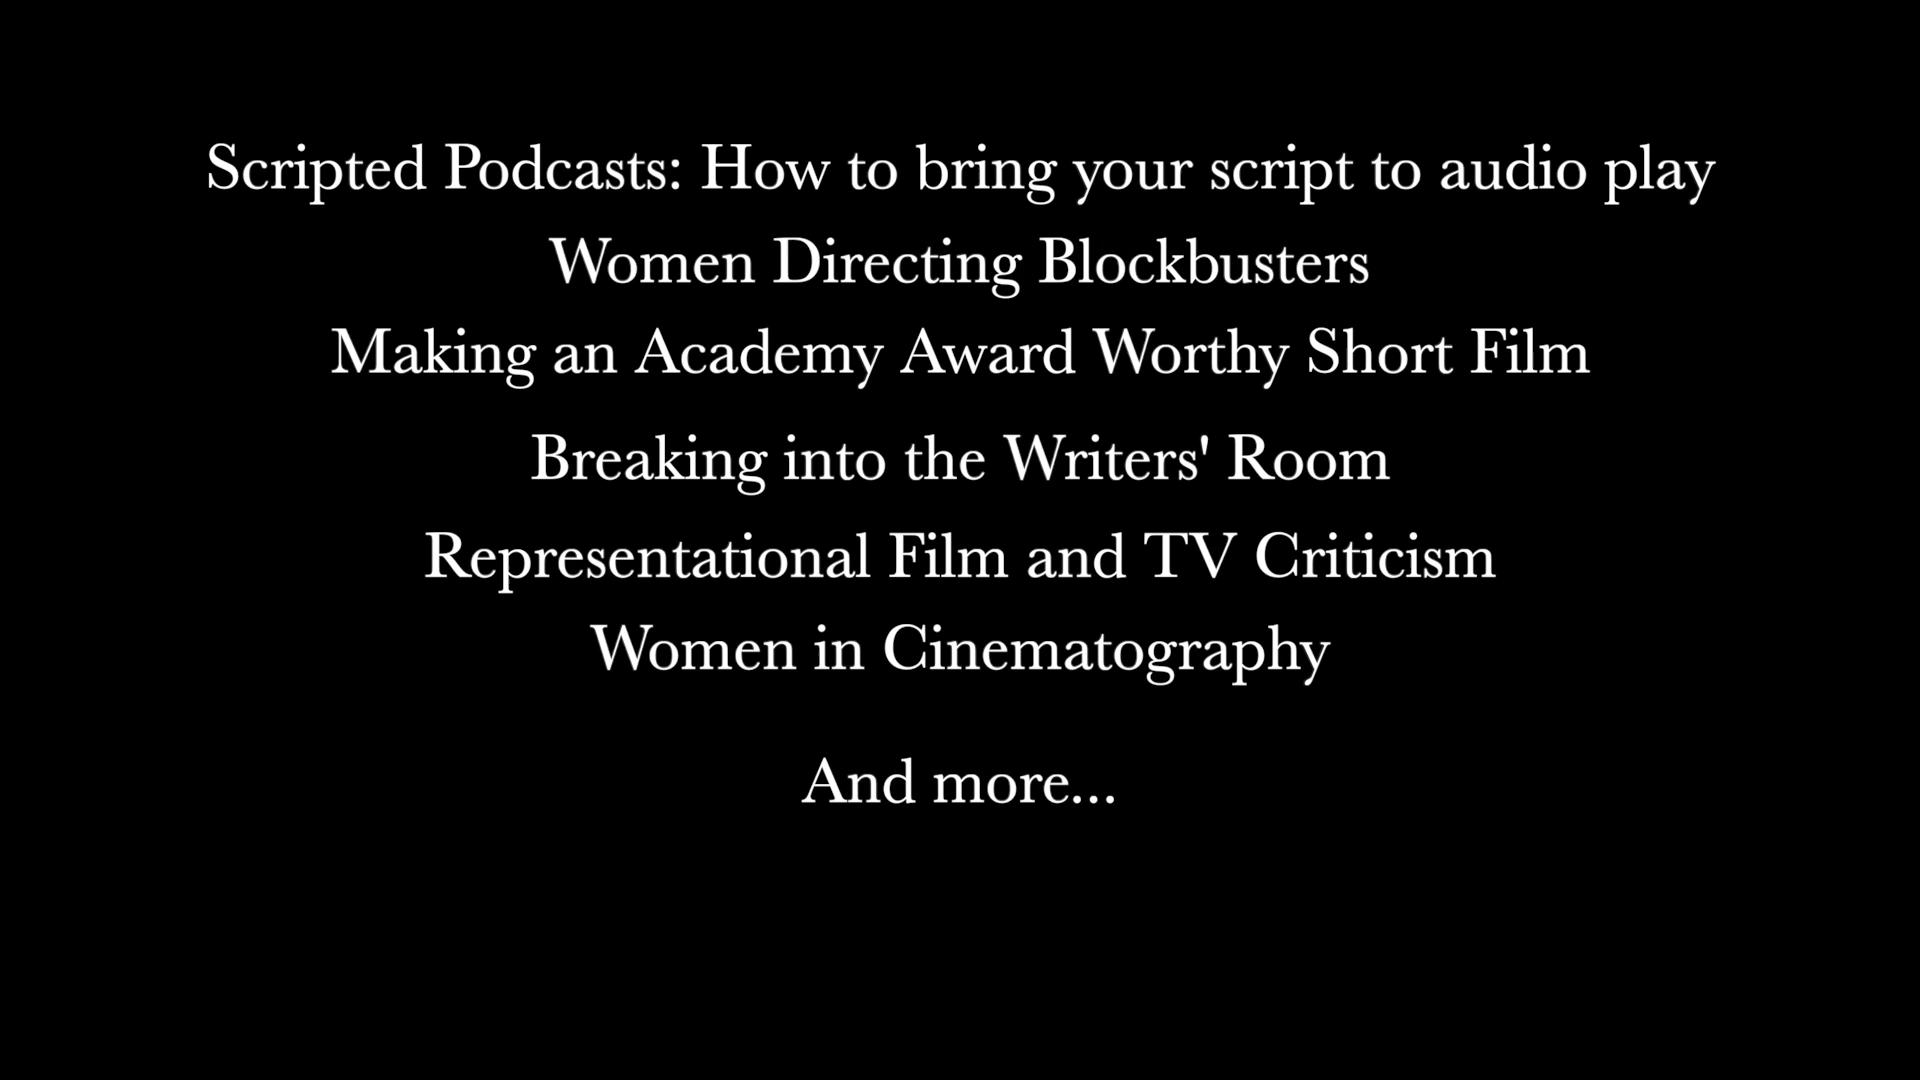 Scripted Podcasts: How to bring your script to audio play
Women Directing Blockbusters
Making an Academy Award Worthy Short Film
Breaking into the Writers' Room
Representational Film and TV Criticism
Women in Cinematography
And more...